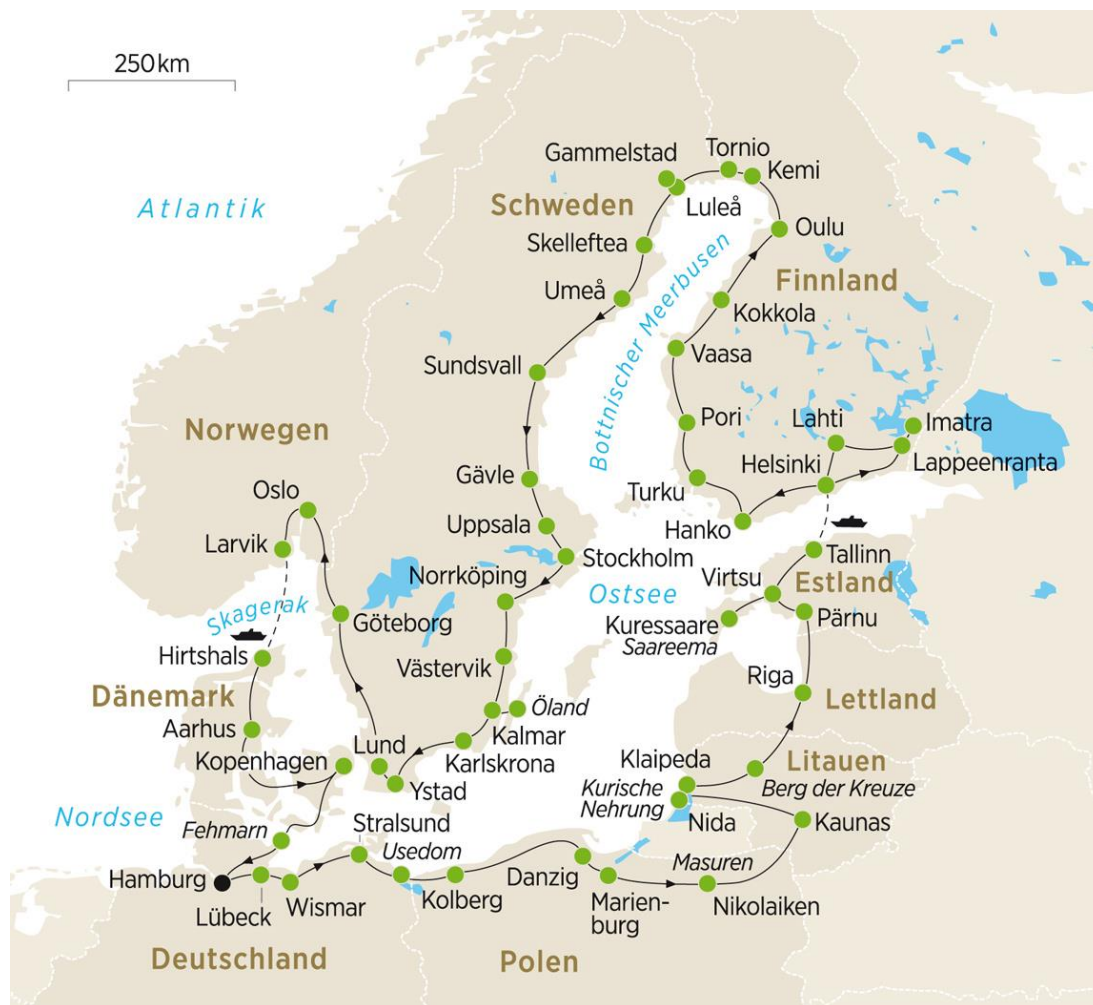 250 km
Atlantik
Gammelstad
Tornio
Kemi
Schweden
Luleå
Oulu
Skelleftea
Finnland
Umeå
Bottnischer Meerbusen
Kokkola
Vaasa
Sundsvall
Norwegen
Pori
Lahti
Imatra
Lappeenranta
Helsinki
Gävle
Turku
Oslo
Hanko
Uppsala
Larvik
Stockholm
Tallinn
Norrköping
Virtsu
Estland
Ostsee
Skagerak
Göteborg
Kuressaare
Saareema
Pärnu
Hirtshals
Västervik
Riga
Dänemark
Öland
Lettland
Aarhus
Kalmar
Lund
Kopenhagen
Karlskrona
Klaipeda
Litauen
Ystad
Kurische
Nehrung
Berg der Kreuze
Nordsee
Fehmarn
Stralsund
Nida
Kaunas
Usedom
Masuren
Hamburg
Danzig
Kolberg
Marien-
burg
Nikolaiken
Wismar
Lübeck
Deutschland
Polen